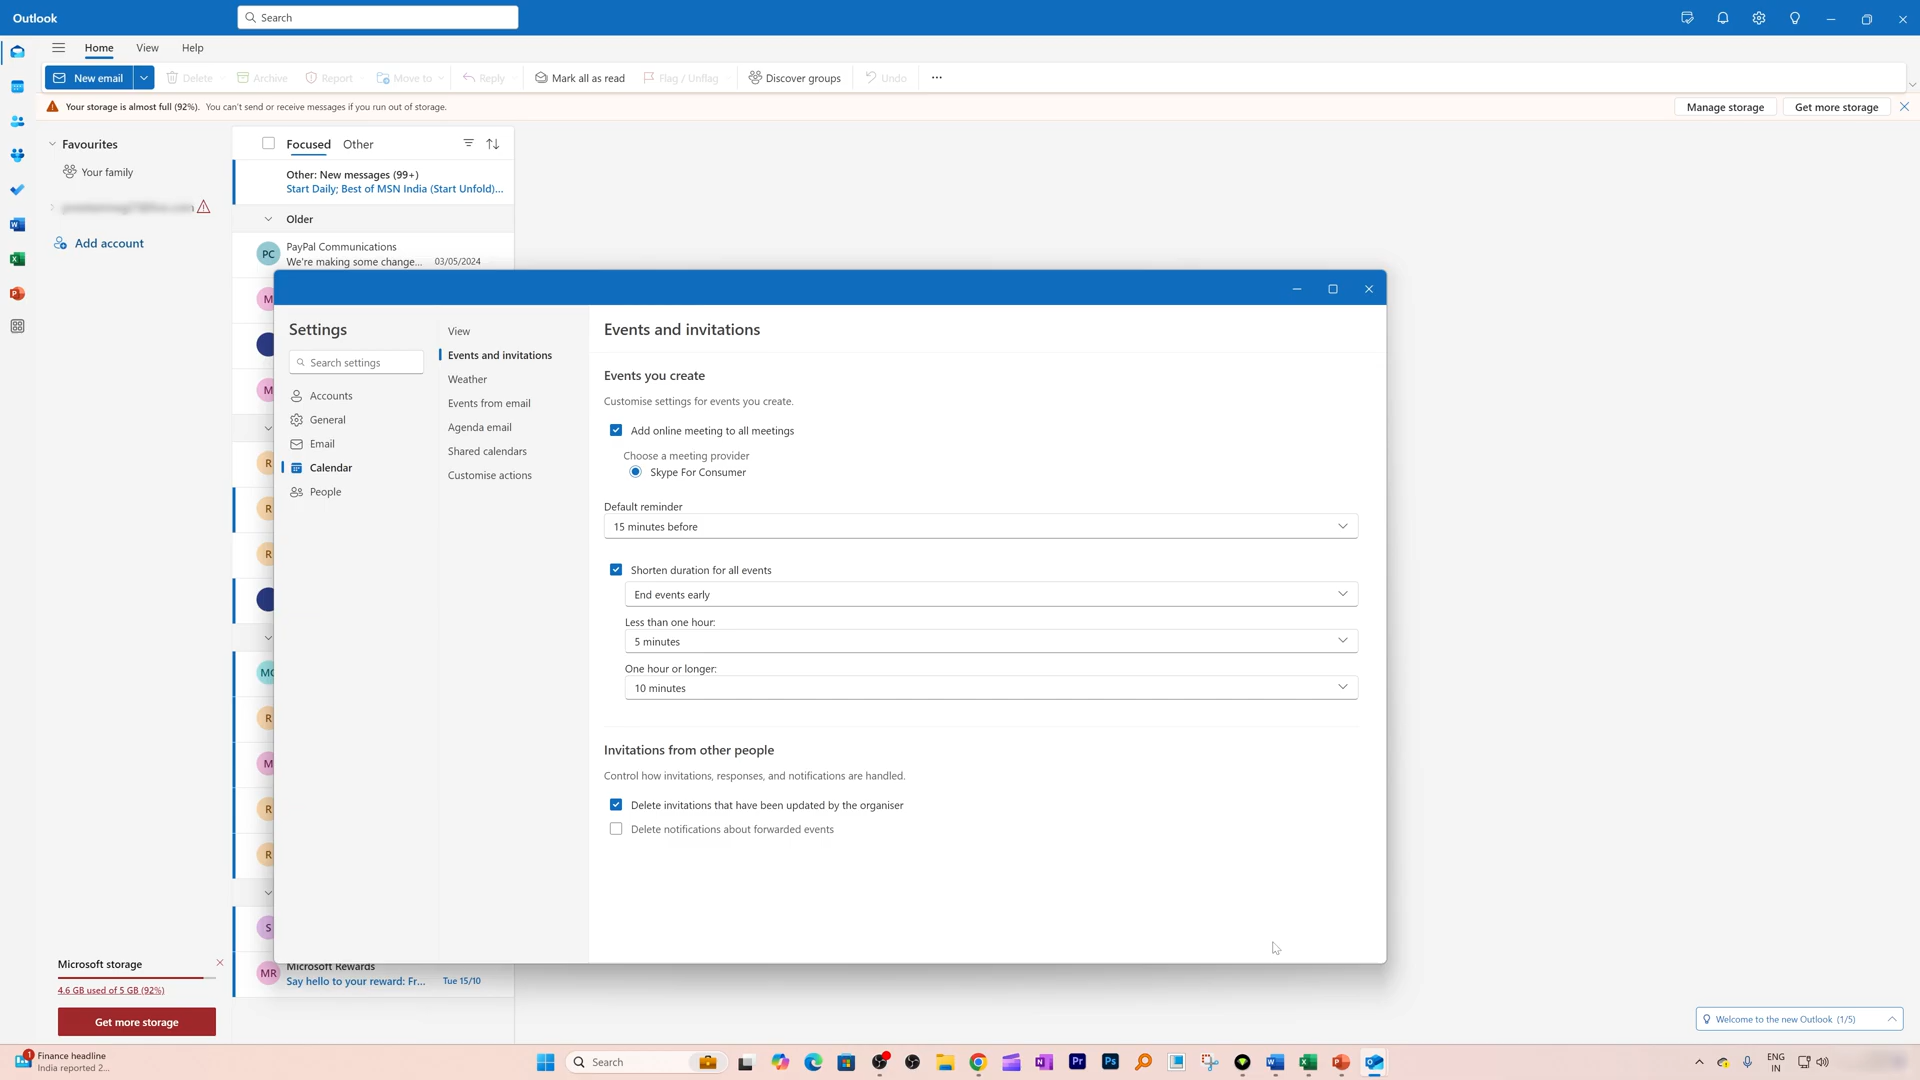 Outlook
Search
Home
View
Help
New email
Delete
Archive
Report
Move to
Reply
Mark all as read
Flag / Unflag
Discover groups
Undo
Your storage is almost full (92%). You can't send or receive messages if you run out of storage.
Manage storage
Get more storage
Favourites
Your family
Add account
Focused
Other
Other: New messages (99+)
Start Daily; Best of MSN India (Start Unfold)...
Older
PC
PayPal Communications
We're making some change...
03/05/2024
M
M
R
R
R
MC
R
M
R
R
S
MR
Microsoft Rewards
Say hello to your reward: Fr...
Tue 15/10
Settings
Search settings
Accounts
General
Email
Calendar
People
View
Events and invitations
Weather
Events from email
Agenda email
Shared calendars
Customise actions
Events and invitations
Events you create
Customise settings for events you create.
Add online meeting to all meetings
Choose a meeting provider
Skype For Consumer
Default reminder
15 minutes before
Shorten duration for all events
End events early
Less than one hour:
5 minutes
One hour or longer:
10 minutes
Invitations from other people
Control how invitations, responses, and notifications are handled.
Delete invitations that have been updated by the organiser
Delete notifications about forwarded events
Microsoft storage
4.6 GB used of 5 GB (92%)
Get more storage
Welcome to the new Outlook (1/5)
1
Finance headline
India reported 2...
Search
Pr
Ps
ENG
IN